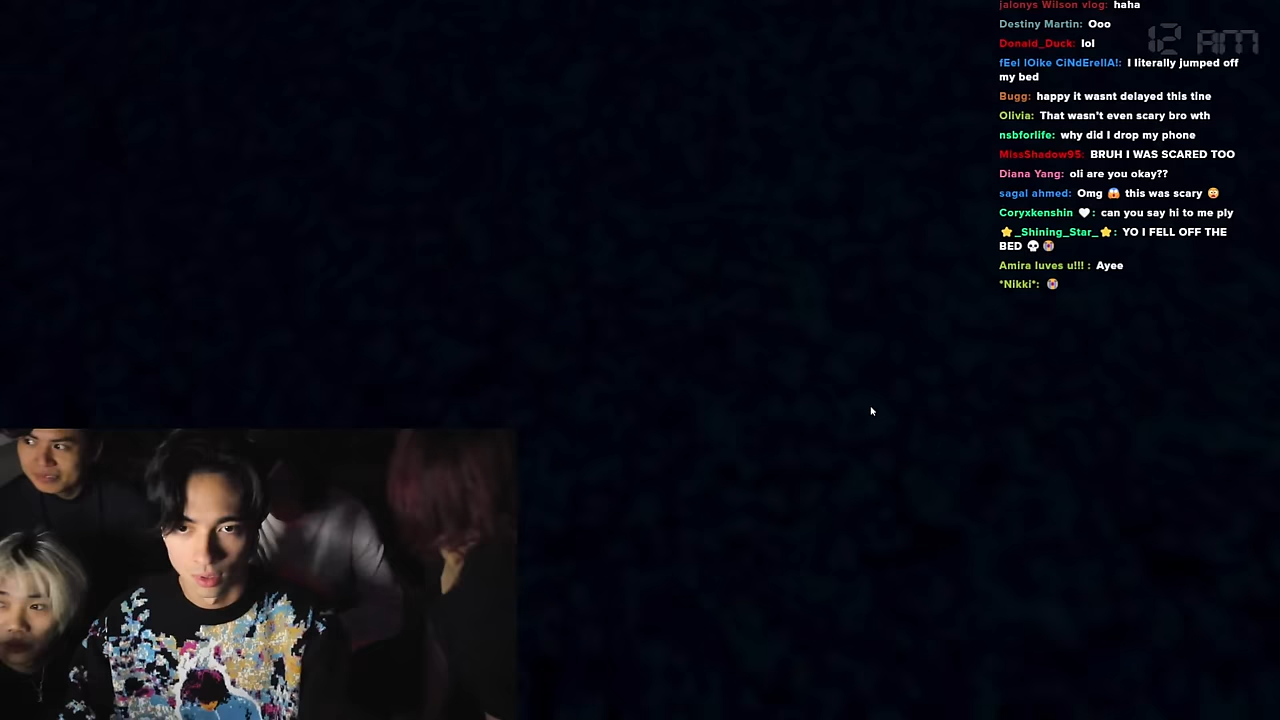 jalonys Wilson vlog: haha
Destiny Martin: Ooo
12 AM
Donald_Duck: lol
fEel lOike CiNdErellA!: I literally jumped off
my bed
Bugg: happy it wasnt delayed this tine
Olivia: That wasn't even scary bro wth
nsbforlife: why did I drop my phone
MissShadow95: BRUH I WAS SCARED TOO
Diana Yang: oli are you okay??
sagal ahmed: Omg 😱 this was scary 😨
Coryxkenshin 🤍: can you say hi to me ply
⭐_Shining_Star_⭐: YO I FELL OFF THE
BED 💀😭
Amira luves u!!! : Ayee
*Nikki*: 😭